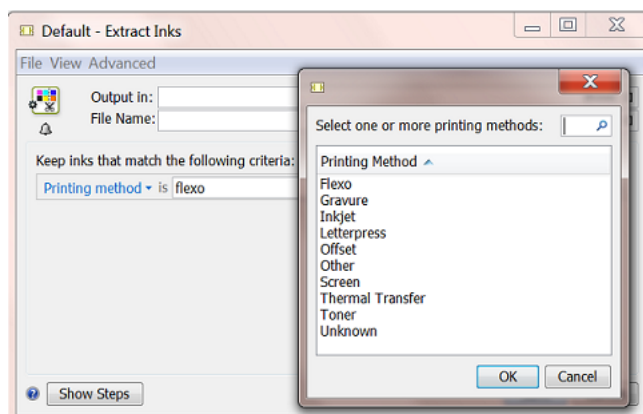 Default - Extract Inks
File View Advanced
Output in:
File Name:
Keep inks that match the following criteria:
Printing method is flexo
Show Steps
Select one or more printing methods:
Printing Method
Flexo
Gravure
Inkjet
Letterpress
Offset
Other
Screen
Thermal Transfer
Toner
Unknown
OK Cancel